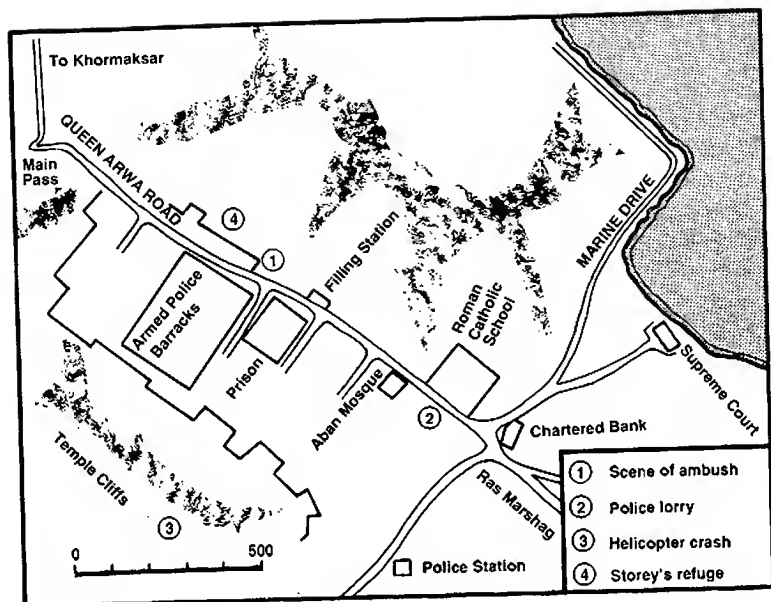 To Khormaksar
QUEEN ARWA ROAD
Main
Pass
4
1
Filling Station
MARINE DRIVE
Armed Police
Barracks
Prison
Roman
Catholic
School
Aban Mosque
2
Supreme Court
Chartered Bank
Temple Cliffs
3
Ras Marshag
0 500
Police Station
1 Scene of ambush
2 Police lorry
3 Helicopter crash
4 Storey's refuge